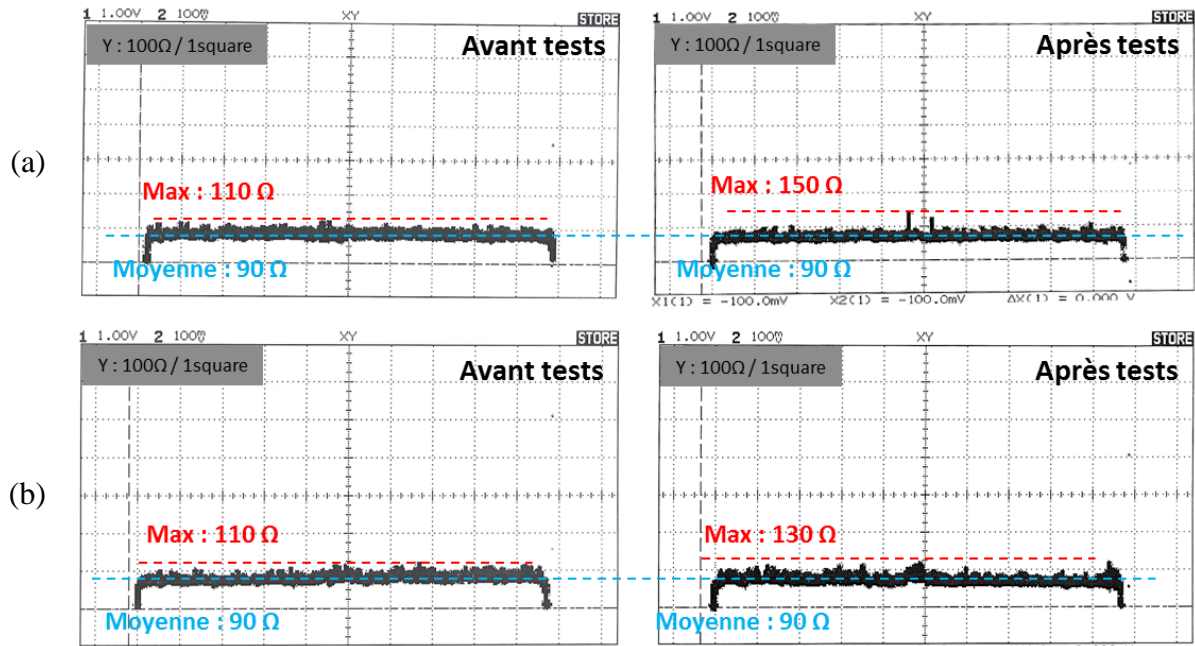 1 1.00V 2 100mV XY STORE
Y : 100Ω / 1square
Avant tests
Max : 110 Ω
Moyenne : 90 Ω
1 1.00V 2 100mV XY STORE
Y : 100Ω / 1square
Après tests
Max : 150 Ω
Moyenne : 90 Ω
X1(1) = -100.0mV X2(1) = -100.0mV ΔX(1) = 0.000 V
(a)
1 1.00V 2 100mV XY STORE
Y : 100Ω / 1square
Avant tests
Max : 110 Ω
Moyenne : 90 Ω
1 1.00V 2 100mV XY STORE
Y : 100Ω / 1square
Après tests
Max : 130 Ω
Moyenne : 90 Ω
(b)